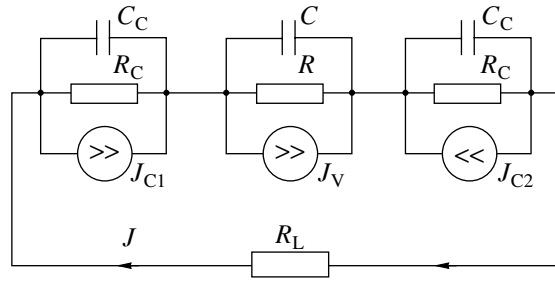 C_C C C_C
R_C R R_C
>> >> <<
J_C1 J_V J_C2
J R_L